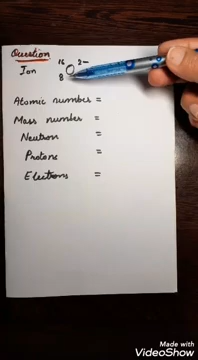 Question
Ion 16 8 O 2-
Atomic number =
Mass number =
Neutron =
Protons =
Electrons =
Made with
VideoShow